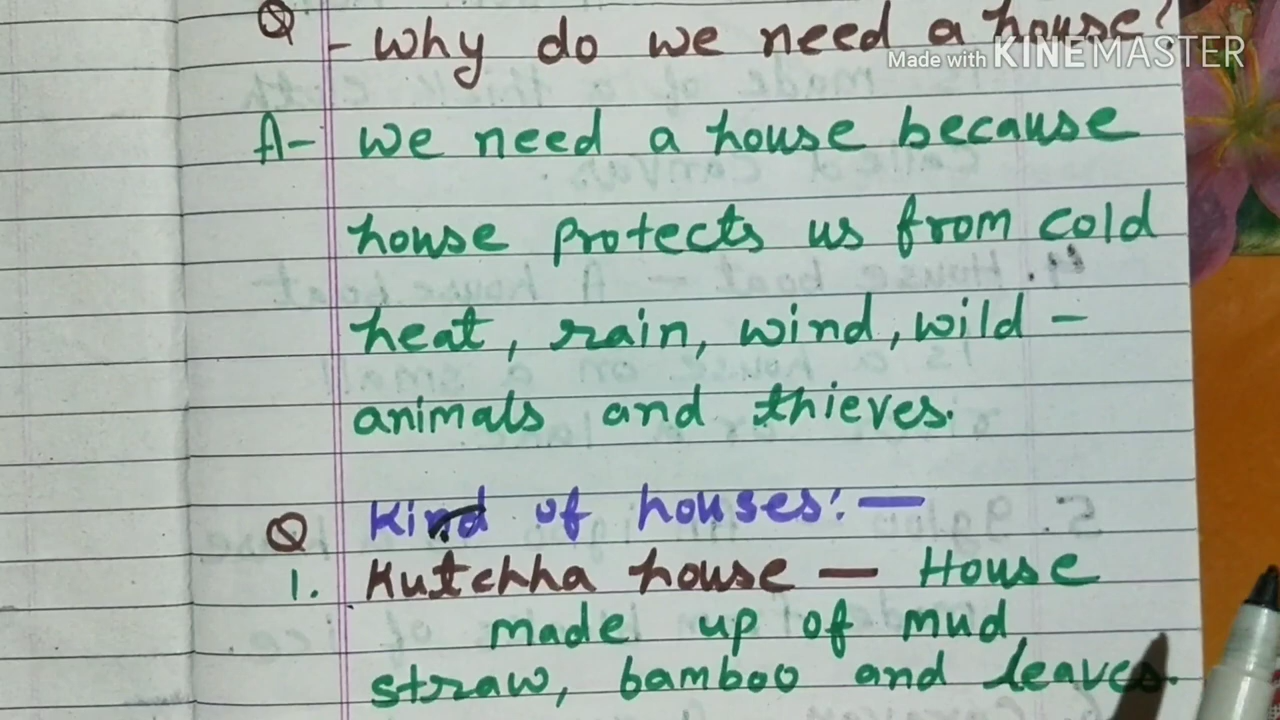 Q - Why do we need a house?
Made with KINEMASTER
A- We need a house because
house protects us from cold
heat, rain, wind, wild -
animals and thieves.
Q Kind of houses:-
1. Kutchha house - House
made up of mud
straw, bamboo and leaves.